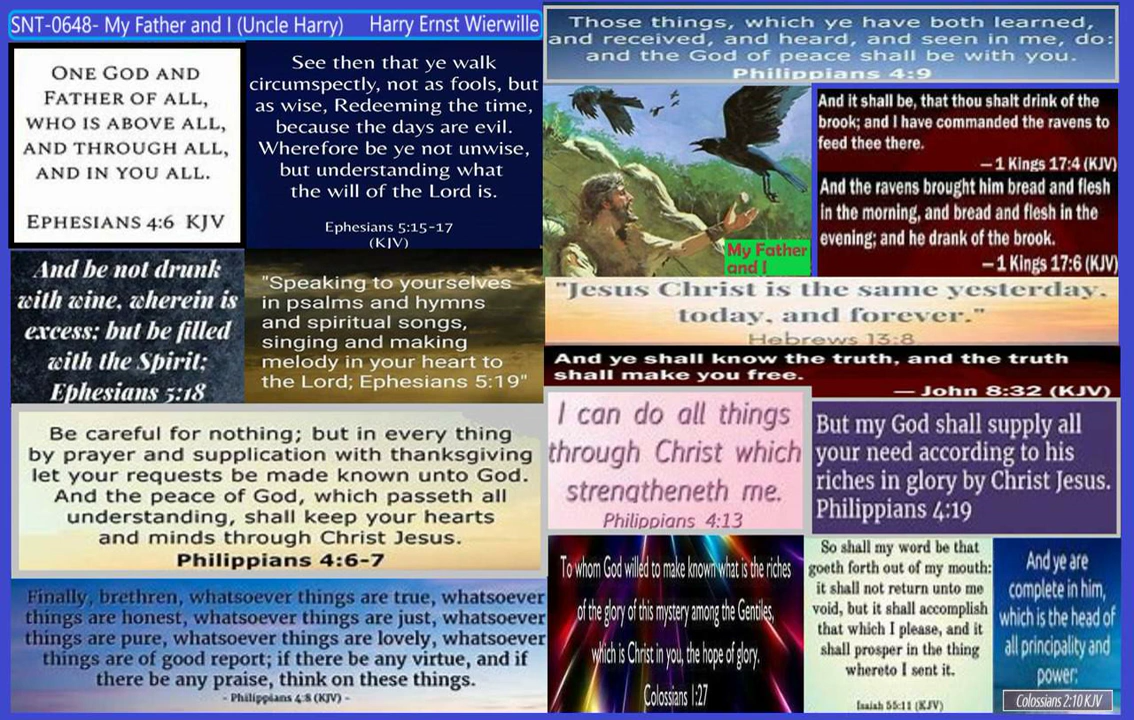 SNT-0648- My Father and I (Uncle Harry) Harry Ernst Wierwille
ONE GOD AND
FATHER OF ALL,
WHO IS ABOVE ALL,
AND THROUGH ALL,
AND IN YOU ALL.
EPHESIANS 4:6 KJV
See then that ye walk
circumspectly, not as fools, but
as wise, Redeeming the time,
because the days are evil.
Wherefore be ye not unwise,
but understanding what
the will of the Lord is.
Ephesians 5:15-17
(KJV)
Those things, which ye have both learned,
and received, and heard, and seen in me, do:
and the God of peace shall be with you.
Philippians 4:9
My Father
and I
And it shall be, that thou shalt drink of the
brook; and I have commanded the ravens to
feed thee there.
— 1 Kings 17:4 (KJV)
And the ravens brought him bread and flesh
in the morning, and bread and flesh in the
evening; and he drank of the brook.
— 1 Kings 17:6 (KJV)
And be not drunk
with wine, wherein is
excess; but be filled
with the Spirit;
Ephesians 5:18
"Speaking to yourselves
in psalms and hymns
and spiritual songs,
singing and making
melody in your heart to
the Lord; Ephesians 5:19"
"Jesus Christ is the same yesterday,
today, and forever."
Hebrews 13:8
And ye shall know the truth, and the truth
shall make you free.
— John 8:32 (KJV)
Be careful for nothing; but in every thing
by prayer and supplication with thanksgiving
let your requests be made known unto God.
And the peace of God, which passeth all
understanding, shall keep your hearts
and minds through Christ Jesus.
Philippians 4:6-7
I can do all things
through Christ which
strengtheneth me.
Philippians 4:13
But my God shall supply all
your need according to his
riches in glory by Christ Jesus.
Philippians 4:19
Finally, brethren, whatsoever things are true, whatsoever
things are honest, whatsoever things are just, whatsoever
things are pure, whatsoever things are lovely, whatsoever
things are of good report; if there be any virtue, and if
there be any praise, think on these things.
- Philippians 4:8 (KJV) -
To whom God willed to make known what is the riches
of the glory of this mystery among the Gentiles,
which is Christ in you, the hope of glory.
Colossians 1:27
So shall my word be that
goeth forth out of my mouth:
it shall not return unto me
void, but it shall accomplish
that which I please, and it
shall prosper in the thing
whereto I sent it.
Isaiah 55:11 (KJV)
And ye are
complete in him,
which is the head of
all principality and
power:
Colossians 2:10 KJV